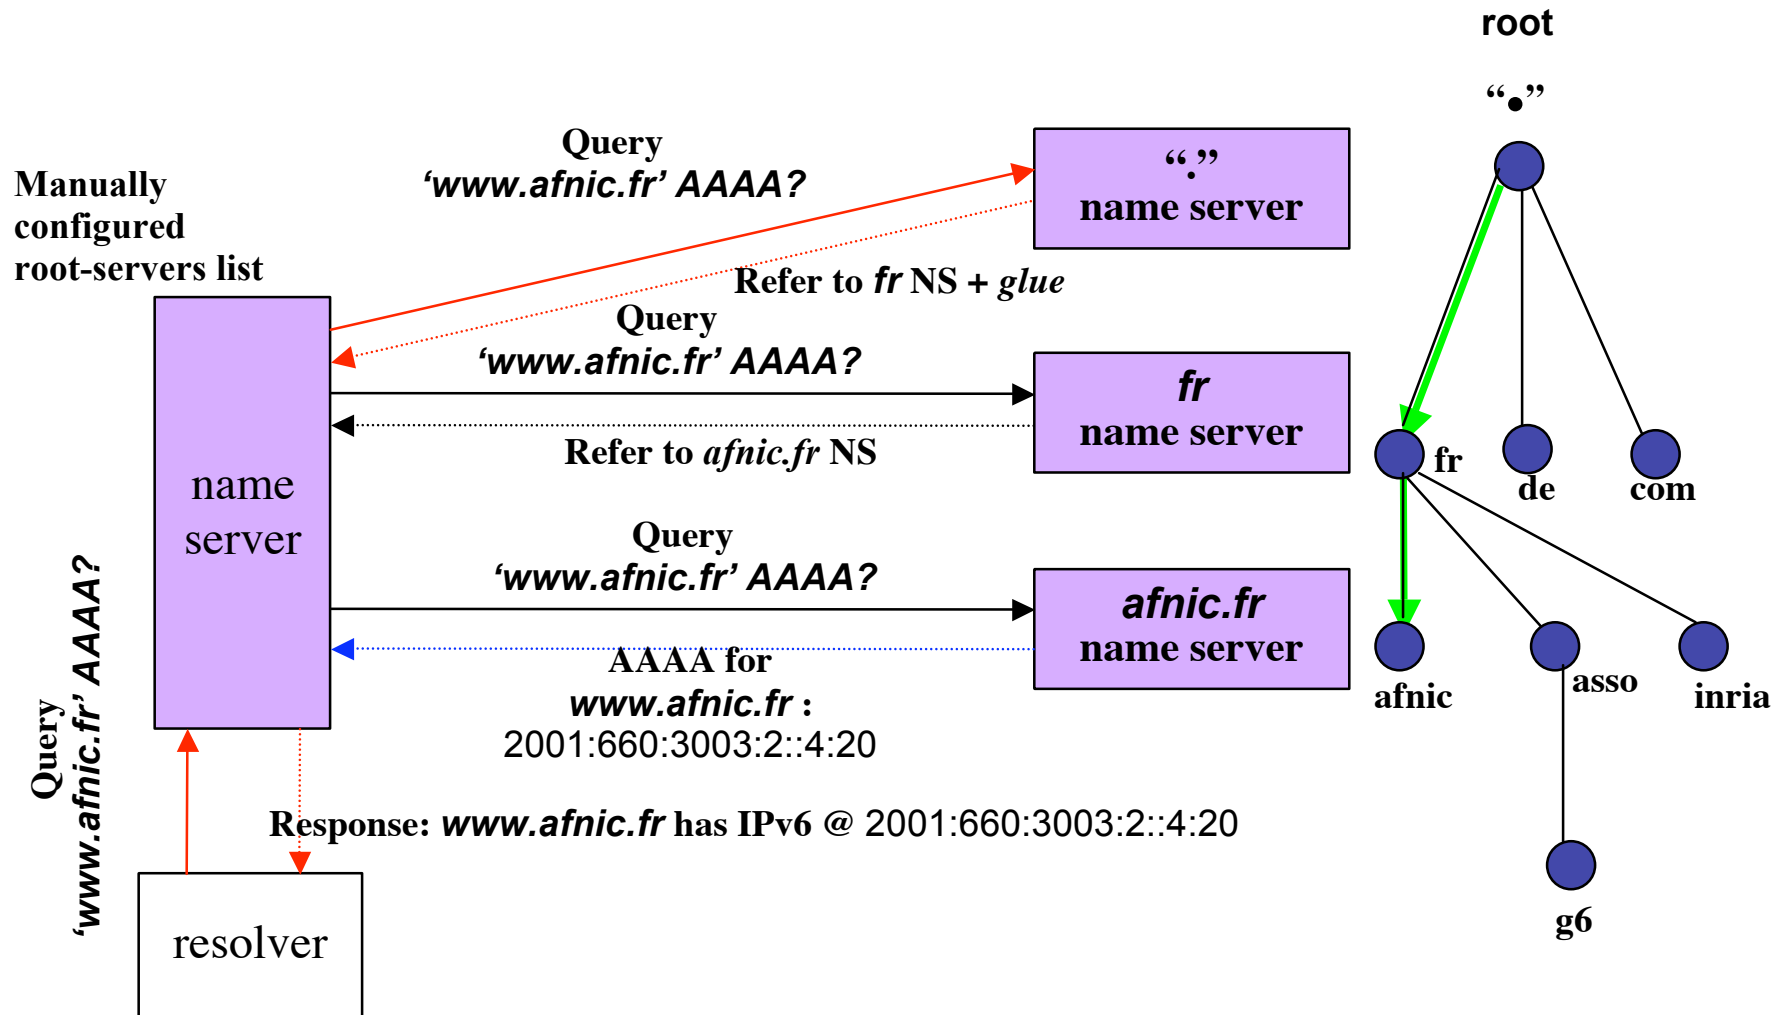 root
“•”
Query
‘www.afnic.fr’ AAAA?
“.”
name server
Manually
configured
root-servers list
Refer to fr NS + glue
Query
‘www.afnic.fr’ AAAA?
fr
name server
Refer to afnic.fr NS
fr
de
com
name
server
Query
‘www.afnic.fr’ AAAA?
afnic.fr
name server
AAAA for
www.afnic.fr :
2001:660:3003:2::4:20
afnic
asso
inria
Query
‘www.afnic.fr’ AAAA?
Response: www.afnic.fr has IPv6 @ 2001:660:3003:2::4:20
g6
resolver